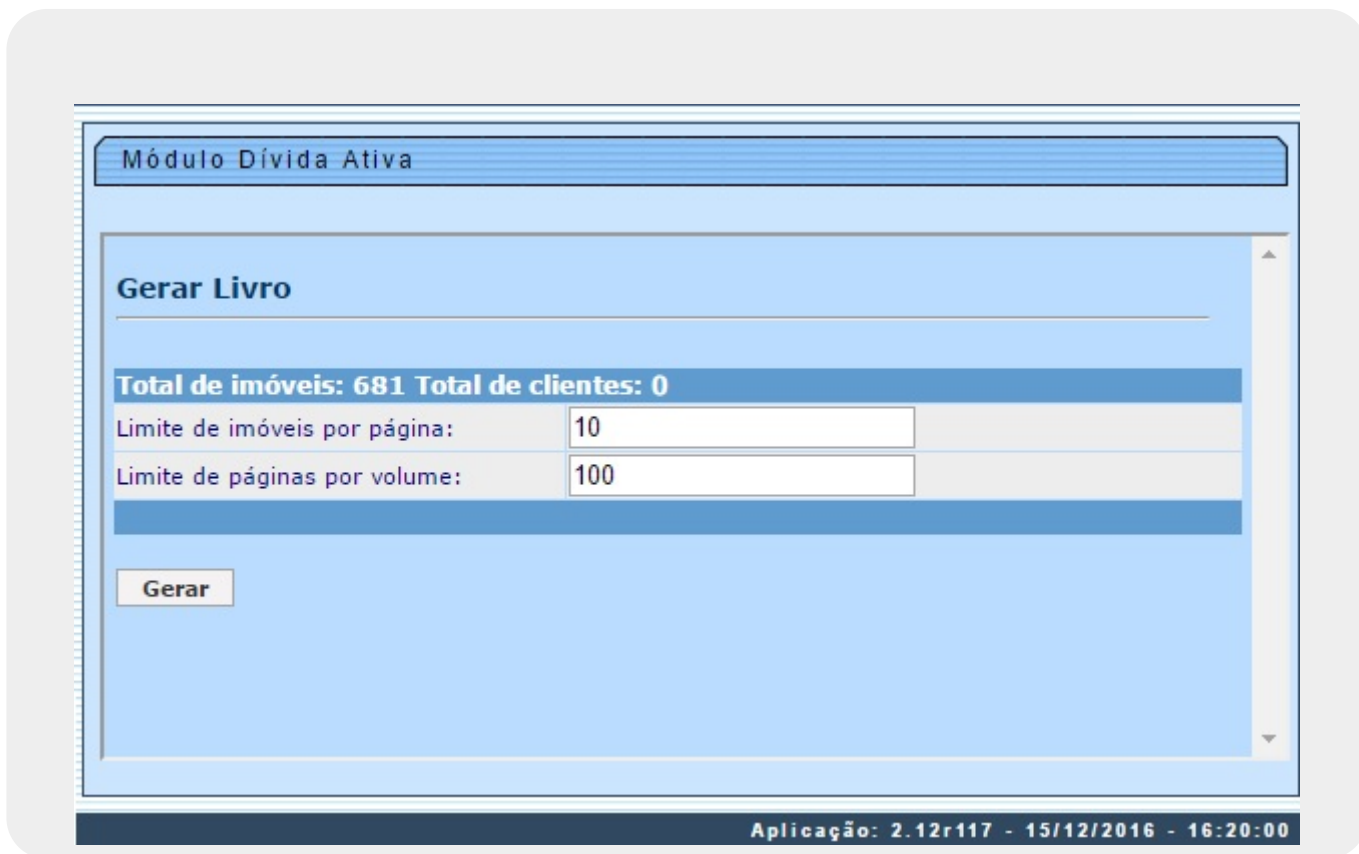 Módulo Dívida Ativa
Gerar Livro
Total de imóveis: 681 Total de clientes: 0
Limite de imóveis por página: 10
Limite de páginas por volume: 100
Gerar
Aplicação: 2.12r117 - 15/12/2016 - 16:20:00